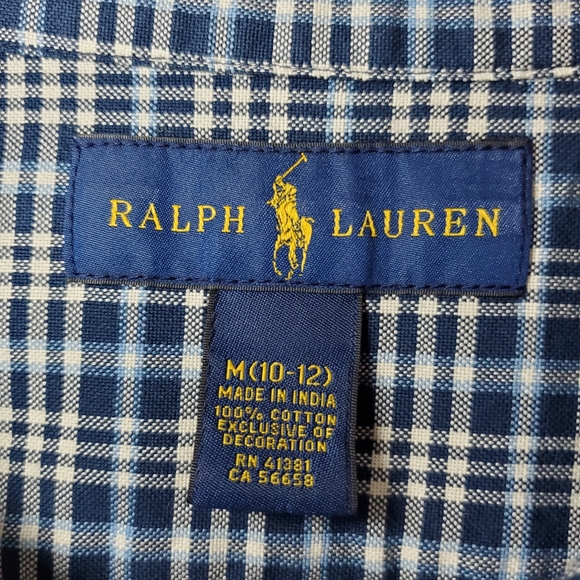 RALPH LAUREN
M(10-12)
MADE IN INDIA
100% COTTON
EXCLUSIVE OF
DECORATION
RN 41381
CA 56658